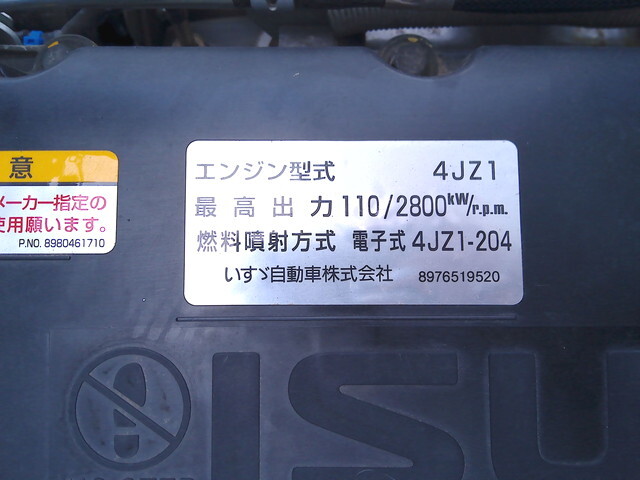 意
メーカー指定の
使用願います。
P.NO. 8980461710
エンジン型式 4JZ1
最高出力 110/2800kW/r.p.m.
燃料噴射方式 電子式 4JZ1-204
いすゞ自動車株式会社 8976519520
ISU